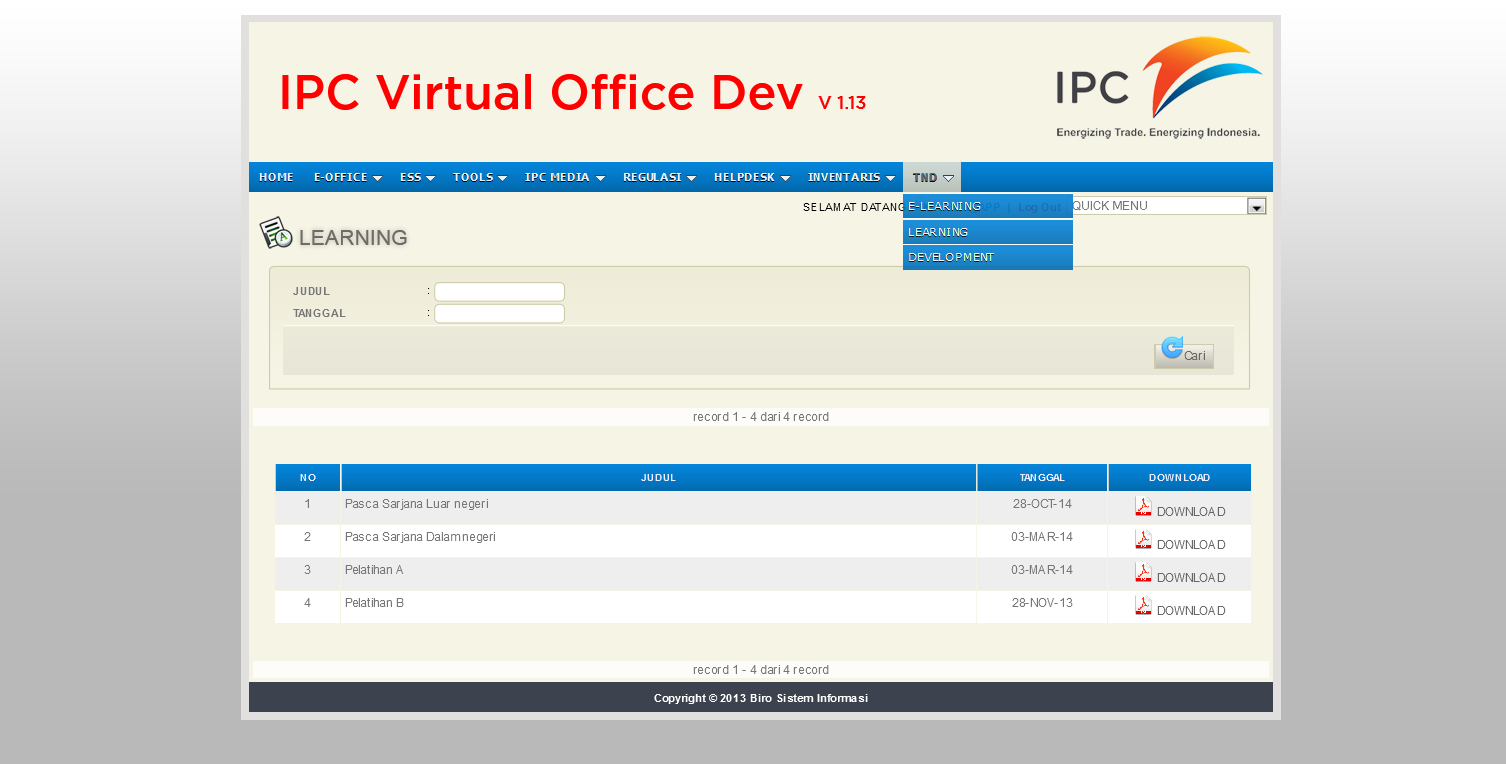 IPC Virtual Office Dev V 1.13
IPC
Energizing Trade. Energizing Indonesia.
HOME E-OFFICE ESS TOOLS IPC MEDIA REGULASI HELPDESK INVENTARIS TND
SELAMAT DATANG APP | Log Out QUICK MENU
E-LEARNING
LEARNING
DEVELOPMENT
LEARNING
JUDUL :
TANGGAL :
Cari
record 1 - 4 dari 4 record
NO JUDUL TANGGAL DOWNLOAD
1 Pasca Sarjana Luar negeri 28-OCT-14 DOWNLOAD
2 Pasca Sarjana Dalam negeri 03-MAR-14 DOWNLOAD
3 Pelatihan A 03-MAR-14 DOWNLOAD
4 Pelatihan B 28-NOV-13 DOWNLOAD
record 1 - 4 dari 4 record
Copyright © 2013 Biro Sistem Informasi